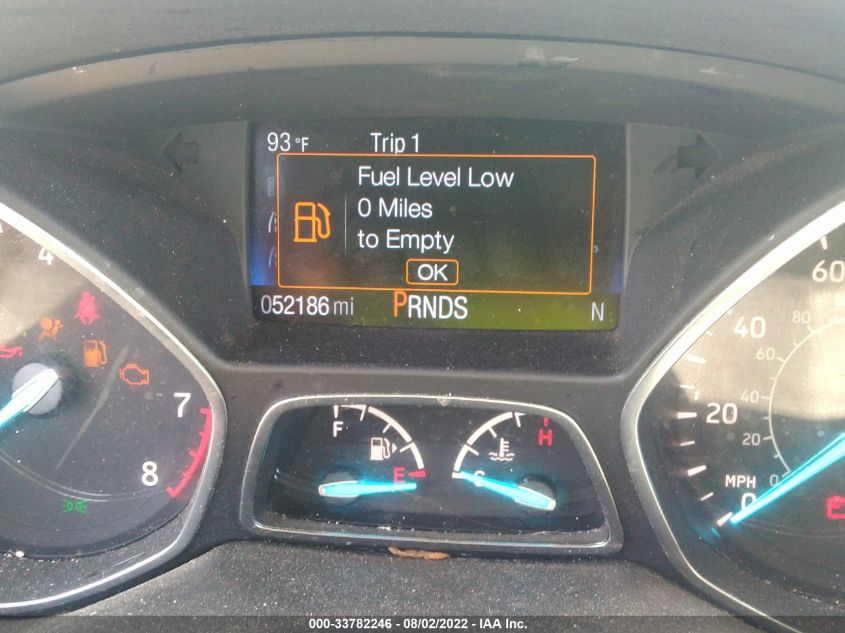 93 °F Trip 1
Fuel Level Low
0 Miles
to Empty
OK
052186 mi PRNDS N
4
7
8
F
E
H
C
60
40
20
0
MPH
80
60
40
20
0
000-33782246 - 08/02/2022 - IAA Inc.